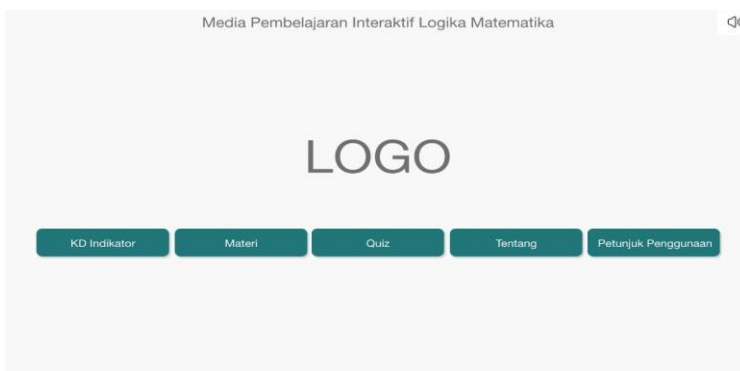 Media Pembelajaran Interaktif Logika Matematika
LOGO
KD Indikator
Materi
Quiz
Tentang
Petunjuk Penggunaan